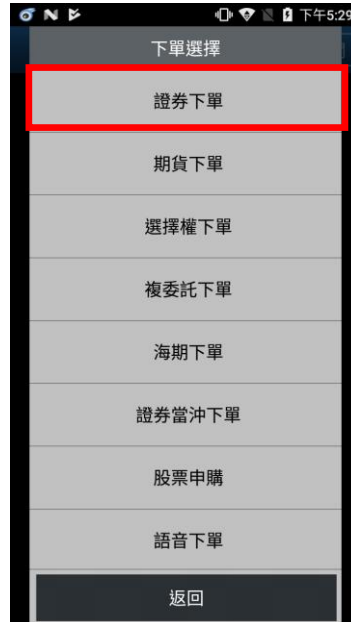 下午5:29
下單選擇
證券下單
期貨下單
選擇權下單
複委託下單
海期下單
證券當沖下單
股票申購
語音下單
返回